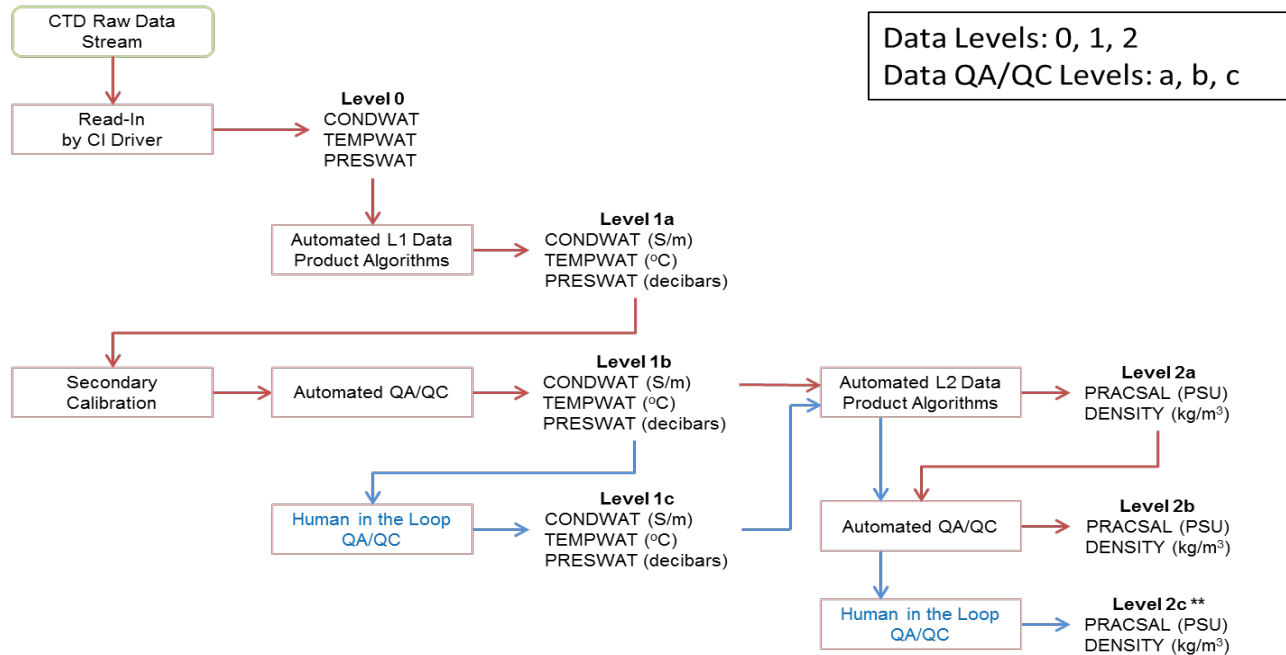 CTD Raw Data
Stream
Data Levels: 0, 1, 2
Data QA/QC Levels: a, b, c
Read-In
by CI Driver
Level 0
CONDWAT
TEMPWAT
PRESWAT
Automated L1 Data
Product Algorithms
Level 1a
CONDWAT (S/m)
TEMPWAT (°C)
PRESWAT (decibars)
Secondary
Calibration
Automated QA/QC
Level 1b
CONDWAT (S/m)
TEMPWAT (°C)
PRESWAT (decibars)
Automated L2 Data
Product Algorithms
Level 2a
PRACSAL (PSU)
DENSITY (kg/m³)
Human in the Loop
QA/QC
Level 1c
CONDWAT (S/m)
TEMPWAT (°C)
PRESWAT (decibars)
Automated QA/QC
Level 2b
PRACSAL (PSU)
DENSITY (kg/m³)
Human in the Loop
QA/QC
Level 2c **
PRACSAL (PSU)
DENSITY (kg/m³)